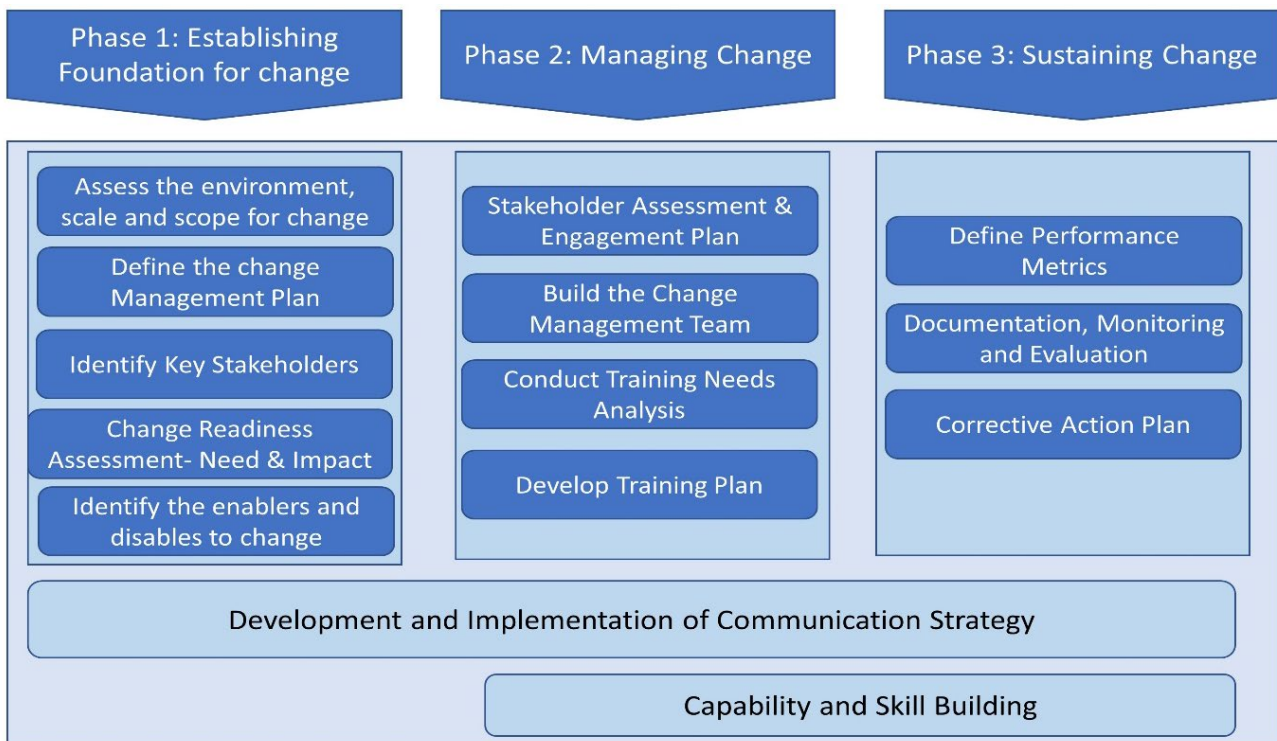 Phase 1: Establishing
Foundation for change
Phase 2: Managing Change
Phase 3: Sustaining Change
Assess the environment,
scale and scope for change
Define the change
Management Plan
Identify Key Stakeholders
Change Readiness
Assessment- Need & Impact
Identify the enablers and
disables to change
Stakeholder Assessment &
Engagement Plan
Build the Change
Management Team
Conduct Training Needs
Analysis
Develop Training Plan
Define Performance
Metrics
Documentation, Monitoring
and Evaluation
Corrective Action Plan
Development and Implementation of Communication Strategy
Capability and Skill Building